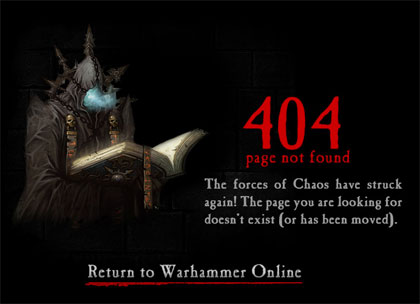 404
page not found
The forces of Chaos have struck
again! The page you are looking for
doesn't exist (or has been moved).
Return to Warhammer Online